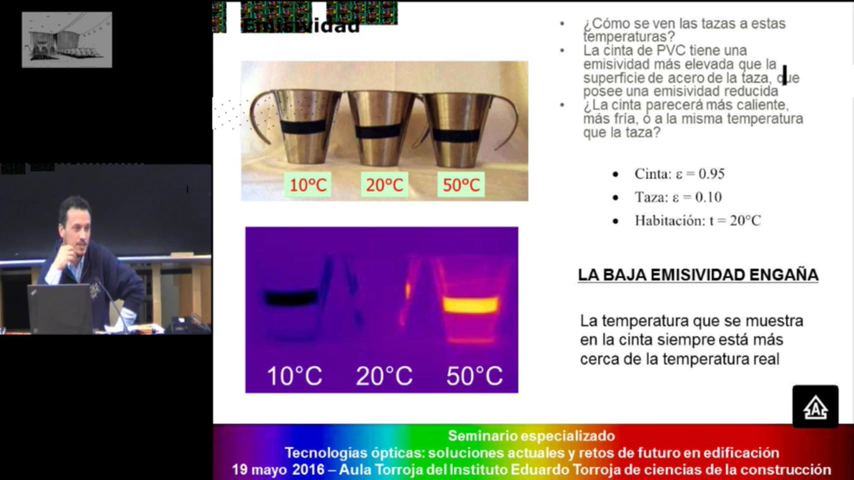 Emisividad
¿Cómo se ven las tazas a estas
temperaturas?
La cinta de PVC tiene una
emisividad más elevada que la
superficie de acero de la taza, que
posee una emisividad reducida
¿La cinta parecerá más caliente,
más fría, o a la misma temperatura
que la taza?
10ºC
20ºC
50ºC
Cinta: ε = 0.95
Taza: ε = 0.10
Habitación: t = 20°C
LA BAJA EMISIVIDAD ENGAÑA
La temperatura que se muestra
en la cinta siempre está más
cerca de la temperatura real
10°C
20°C
50°C
A
Seminario especializado
Tecnologías ópticas: soluciones actuales y retos de futuro en edificación
19 mayo 2016 – Aula Torroja del Instituto Eduardo Torroja de ciencias de la construcción